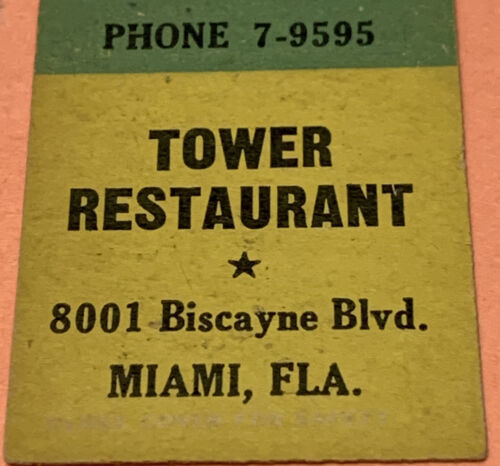 PHONE 7-9595
TOWER
RESTAURANT
8001 Biscayne Blvd.
MIAMI, FLA.